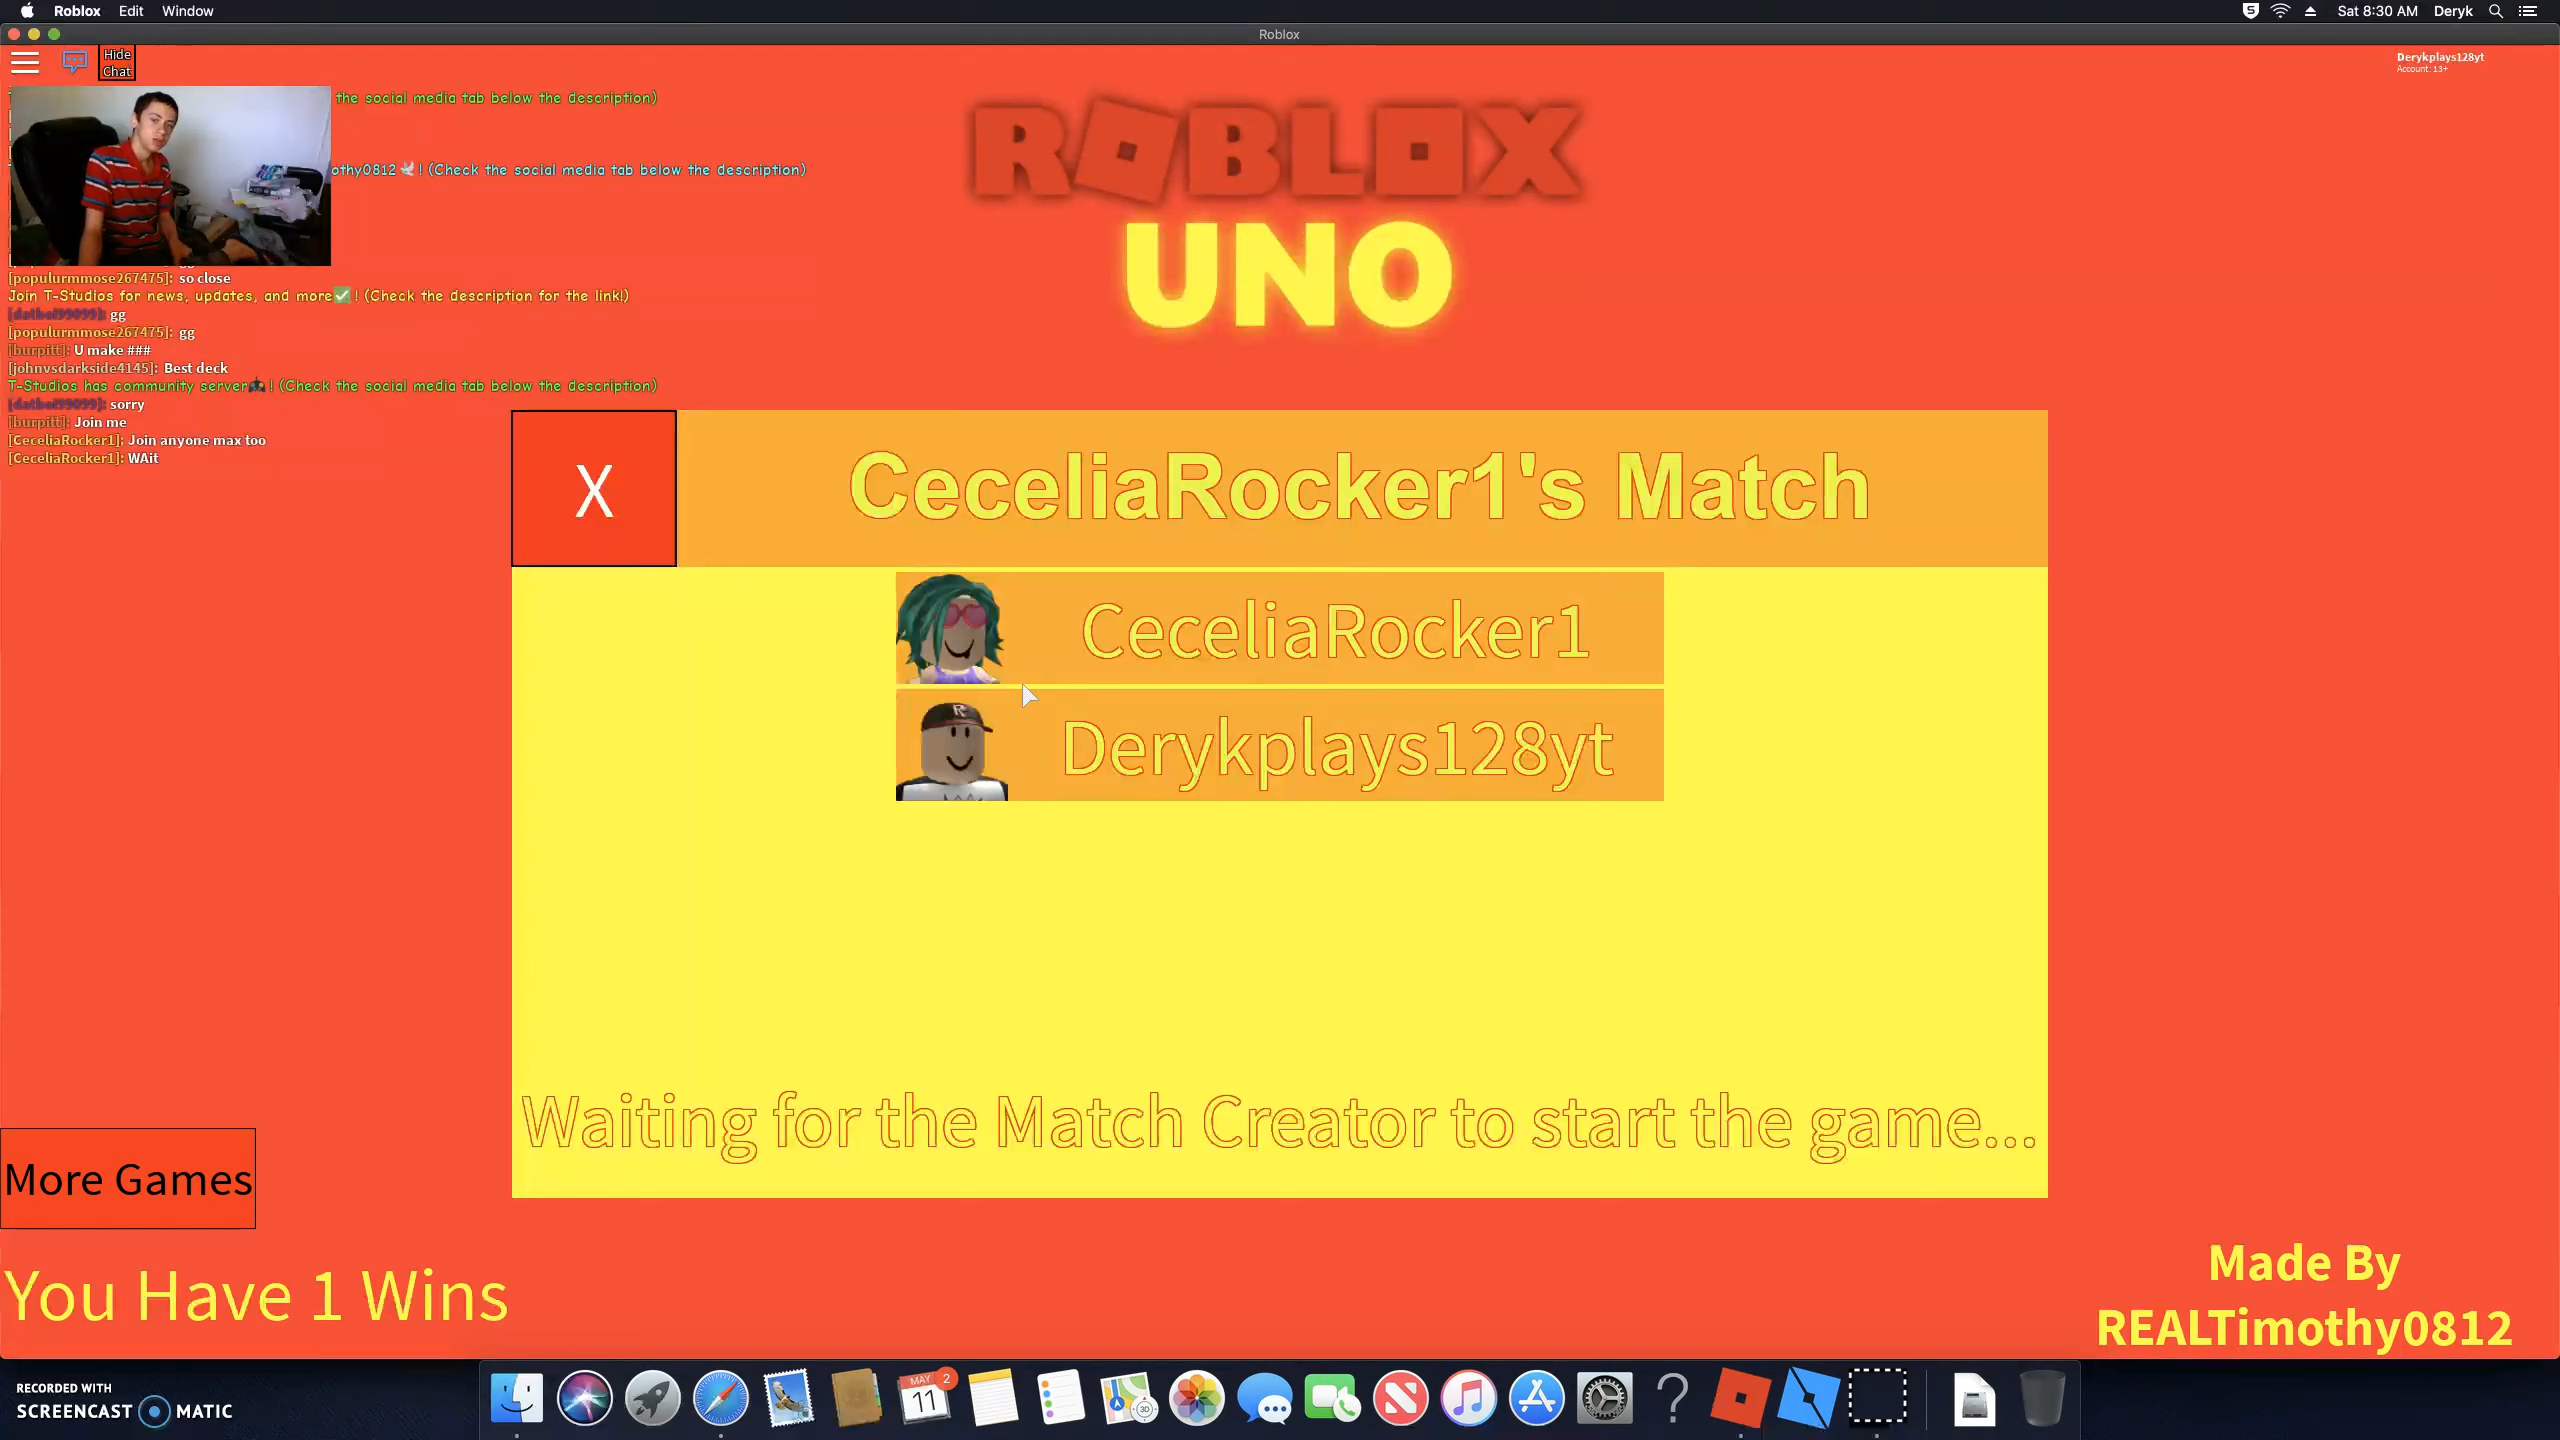 Roblox Edit Window
Sat 8:30 AM Deryk
Roblox
Hide
Chat
Derykplays128yt
Account: 13+
the social media tab below the description)
othy0812🕊! (Check the social media tab below the description)
[populurmmose267475]: so close
Join T-Studios for news, updates, and more✅! (Check the description for the link!)
[datboi99099]: gg
[populurmmose267475]: gg
[burpitt]: U make ###
[johnvsdarkside4145]: Best deck
T-Studios has community server! (Check the social media tab below the description)
[datboi99099]: sorry
[burpitt]: Join me
[CeceliaRocker1]: Join anyone max too
[CeceliaRocker1]: WAit
ROBLOX
UNO
X
CeceliaRocker1's Match
CeceliaRocker1
Derykplays128yt
Waiting for the Match Creator to start the game...
More Games
You Have 1 Wins
Made By
REALTimothy0812
RECORDED WITH
SCREENCAST MATIC
MAY
2
11
3D